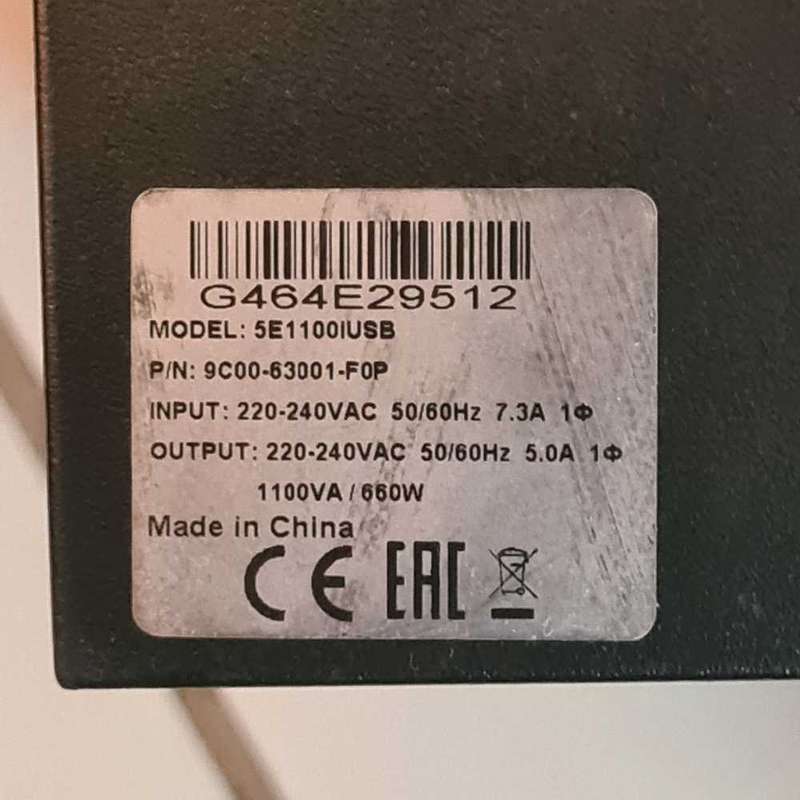 G464E29512
MODEL: 5E1100IUSB
P/N: 9C00-63001-F0P
INPUT: 220-240VAC 50/60Hz 7.3A 1Φ
OUTPUT: 220-240VAC 50/60Hz 5.0A 1Φ
1100VA / 660W
Made in China
CE EAC